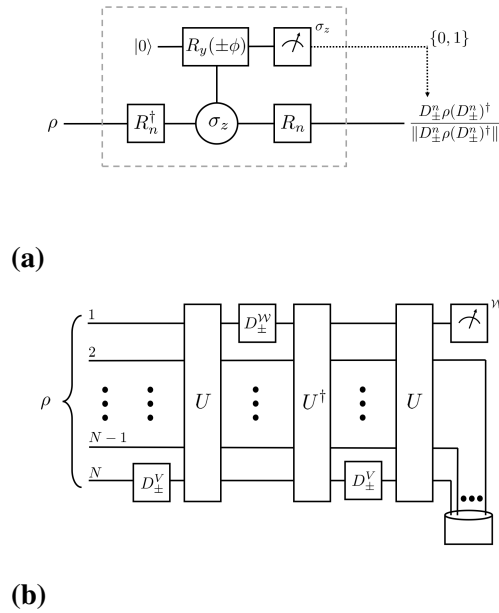 |0⟩ R_y(±ϕ) σ_z {0, 1}
ρ R_n^† σ_z R_n D_±^n ρ(D_±^n)^† / ‖D_±^n ρ(D_±^n)^†‖
(a)
1 D_±^𝒲 𝒲
2
ρ U U^† U
N − 1
N D_±^V D_±^V
(b)